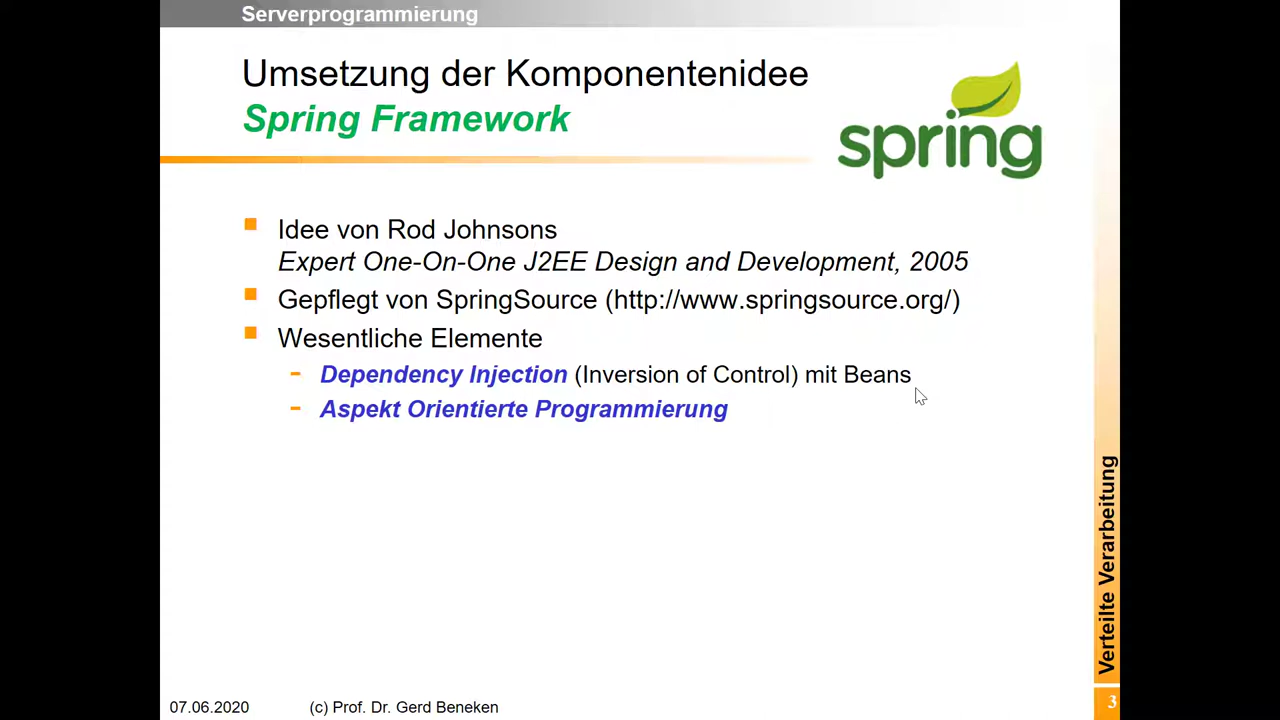 Serverprogrammierung
Umsetzung der Komponentenidee
Spring Framework
spring
Idee von Rod Johnsons
Expert One-On-One J2EE Design and Development, 2005
Gepflegt von SpringSource (http://www.springsource.org/)
Wesentliche Elemente
- Dependency Injection (Inversion of Control) mit Beans
- Aspekt Orientierte Programmierung
Verteilte Verarbeitung
07.06.2020 (c) Prof. Dr. Gerd Beneken
3